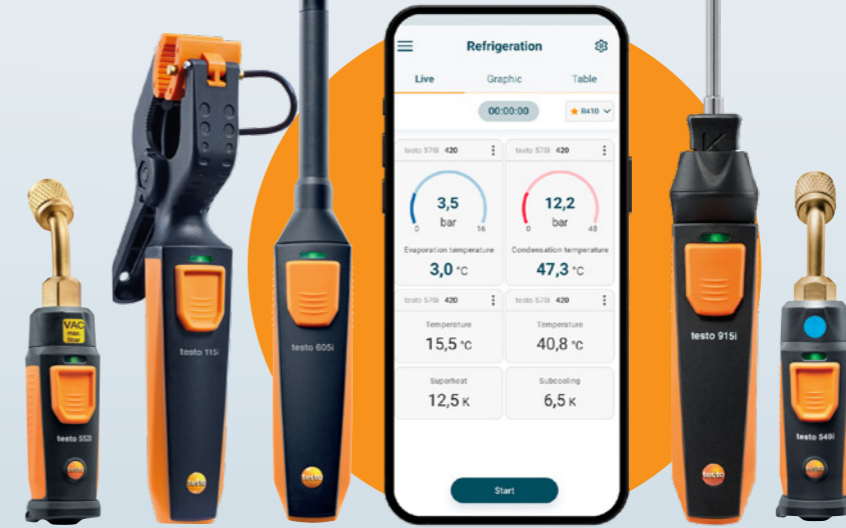 Refrigeration
Live
Graphic
Table
00:00:00
R410
testo 570i 420
testo 570i 420
3,5
bar
0
16
12,2
bar
0
48
Evaporation temperature
3,0 °C
Condensation temperature
47,3 °C
testo 570i 420
testo 570i 420
Temperature
15,5 °C
Temperature
40,8 °C
Superheat
12,5 K
Subcooling
6,5 K
Start
VAC
max.
testo 552i
testo
testo 115i
testo
testo 605i
testo
testo 915i
testo
testo 549i
testo